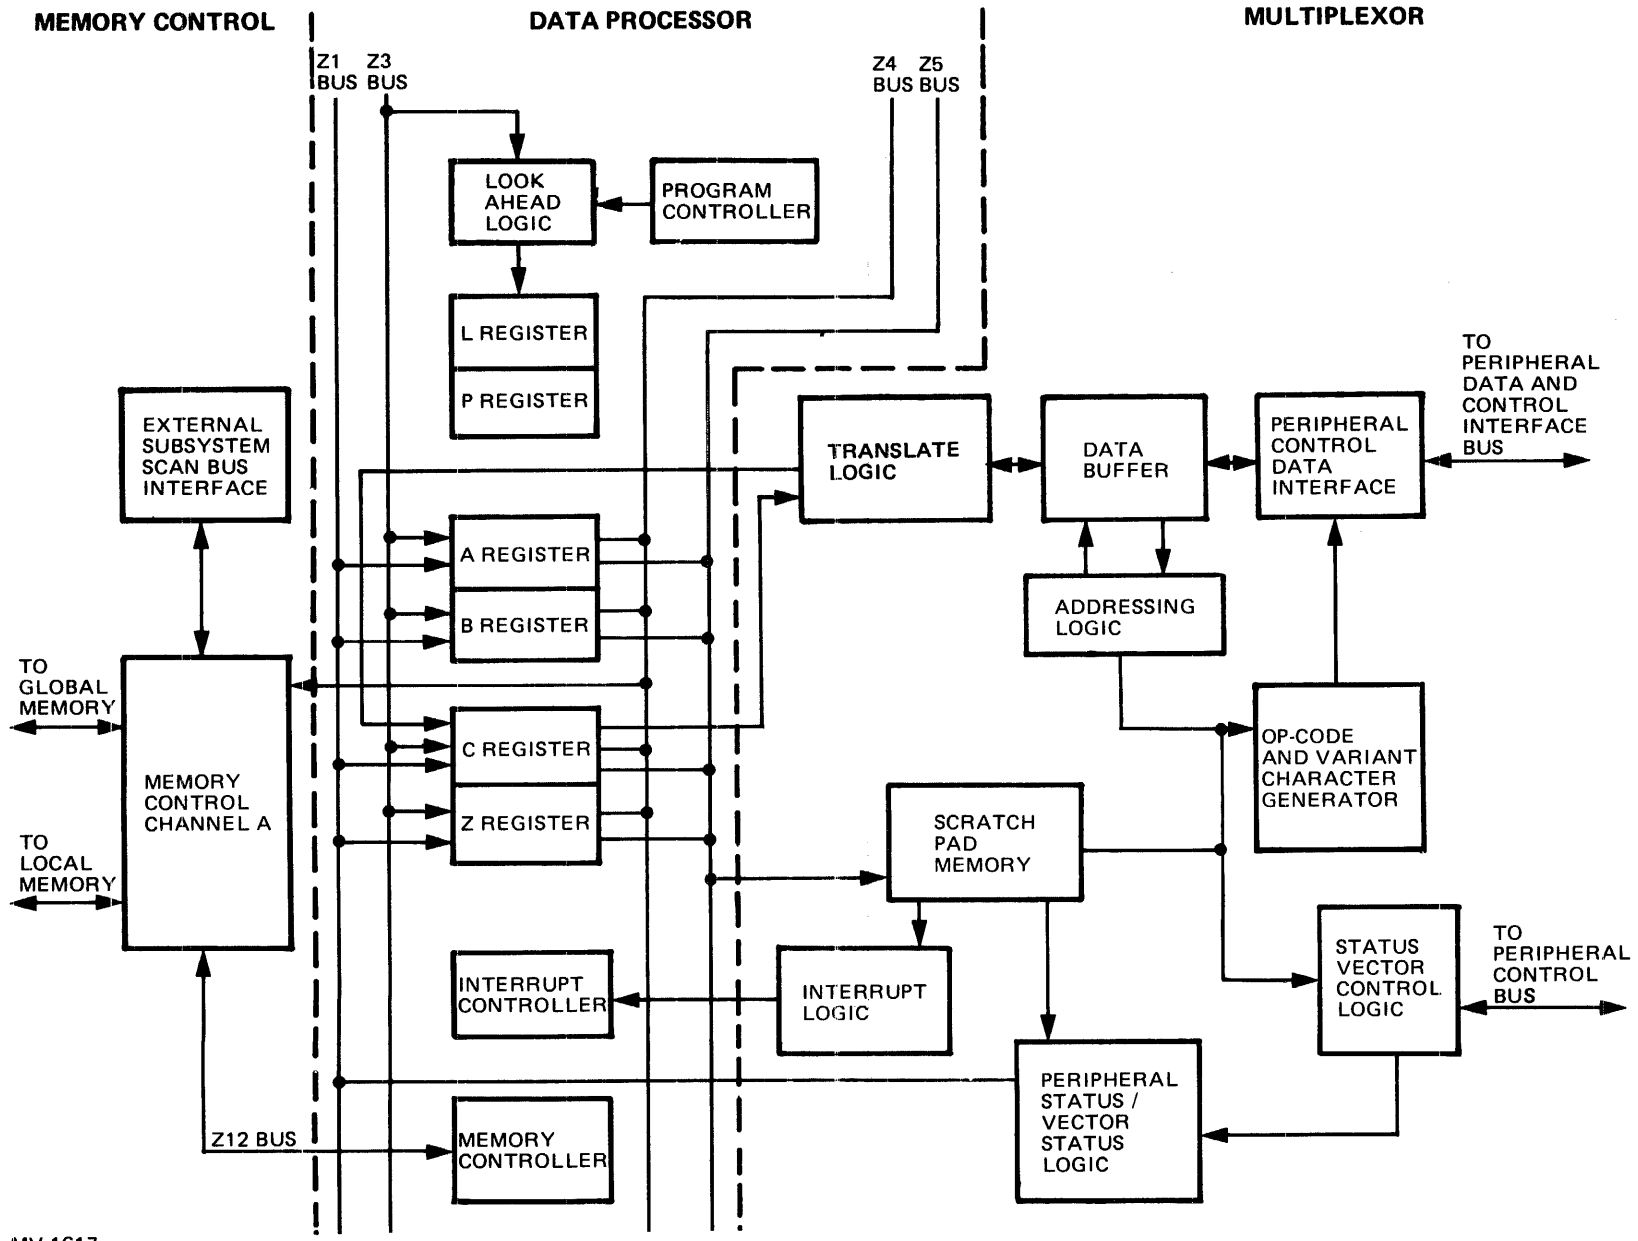 MEMORY CONTROL
DATA PROCESSOR
MULTIPLEXOR
Z1
BUS
Z3
BUS
Z4
BUS
Z5
BUS
LOOK
AHEAD
LOGIC
PROGRAM
CONTROLLER
L REGISTER
P REGISTER
EXTERNAL
SUBSYSTEM
SCAN BUS
INTERFACE
TRANSLATE
LOGIC
DATA
BUFFER
PERIPHERAL
CONTROL
DATA
INTERFACE
TO
PERIPHERAL
DATA AND
CONTROL
INTERFACE
BUS
A REGISTER
B REGISTER
ADDRESSING
LOGIC
TO
GLOBAL
MEMORY
MEMORY
CONTROL
CHANNEL A
TO
LOCAL
MEMORY
C REGISTER
Z REGISTER
OP-CODE
AND VARIANT
CHARACTER
GENERATOR
SCRATCH
PAD
MEMORY
INTERRUPT
CONTROLLER
INTERRUPT
LOGIC
STATUS
VECTOR
CONTROL
LOGIC
TO
PERIPHERAL
CONTROL
BUS
PERIPHERAL
STATUS /
VECTOR
STATUS
LOGIC
Z12 BUS
MEMORY
CONTROLLER